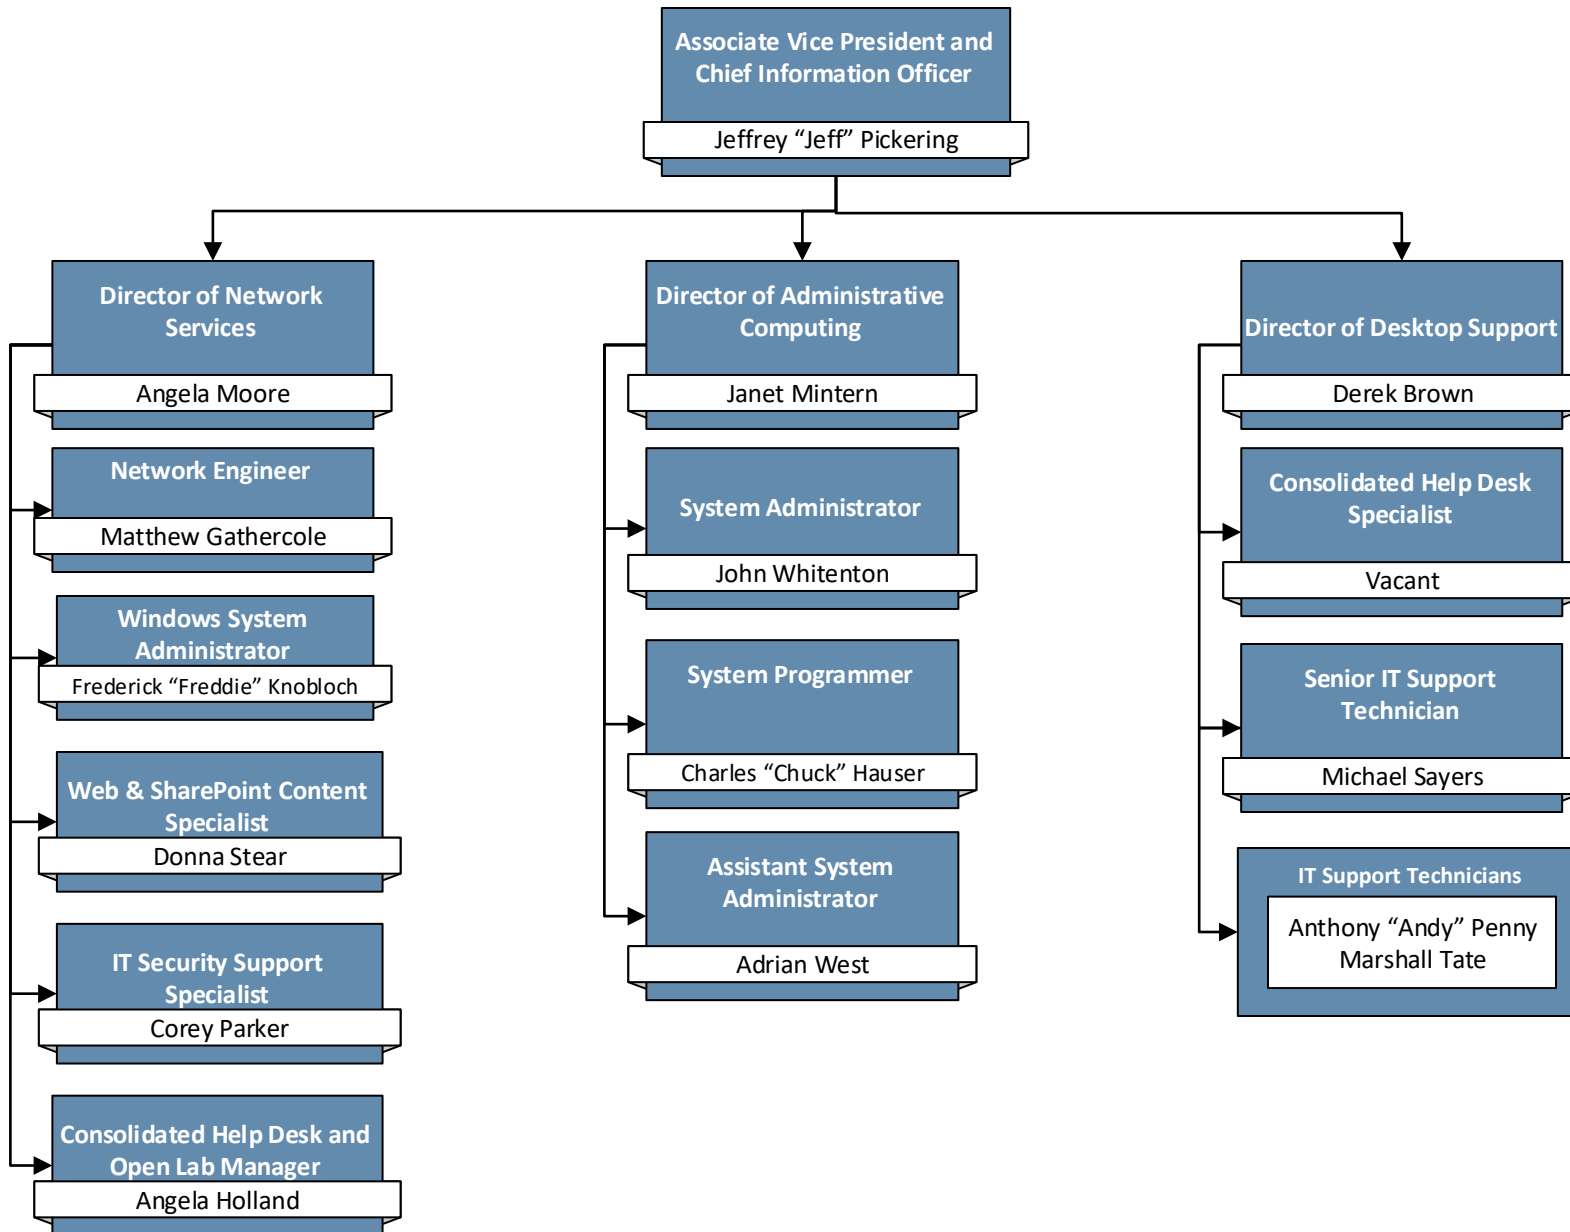 Associate Vice President and
Chief Information Officer
Jeffrey “Jeff” Pickering
Director of Network
Services
Angela Moore
Network Engineer
Matthew Gathercole
Windows System
Administrator
Frederick “Freddie” Knobloch
Web & SharePoint Content
Specialist
Donna Stear
IT Security Support
Specialist
Corey Parker
Consolidated Help Desk and
Open Lab Manager
Angela Holland
Director of Administrative
Computing
Janet Mintern
System Administrator
John Whitenton
System Programmer
Charles “Chuck” Hauser
Assistant System
Administrator
Adrian West
Director of Desktop Support
Derek Brown
Consolidated Help Desk
Specialist
Vacant
Senior IT Support
Technician
Michael Sayers
IT Support Technicians
Anthony “Andy” Penny
Marshall Tate